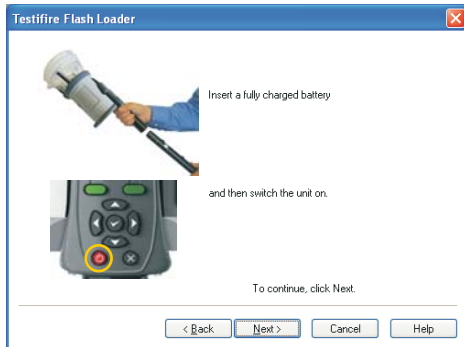 Testifire Flash Loader
Insert a fully charged battery
and then switch the unit on.
To continue, click Next.
< Back
Next >
Cancel
Help